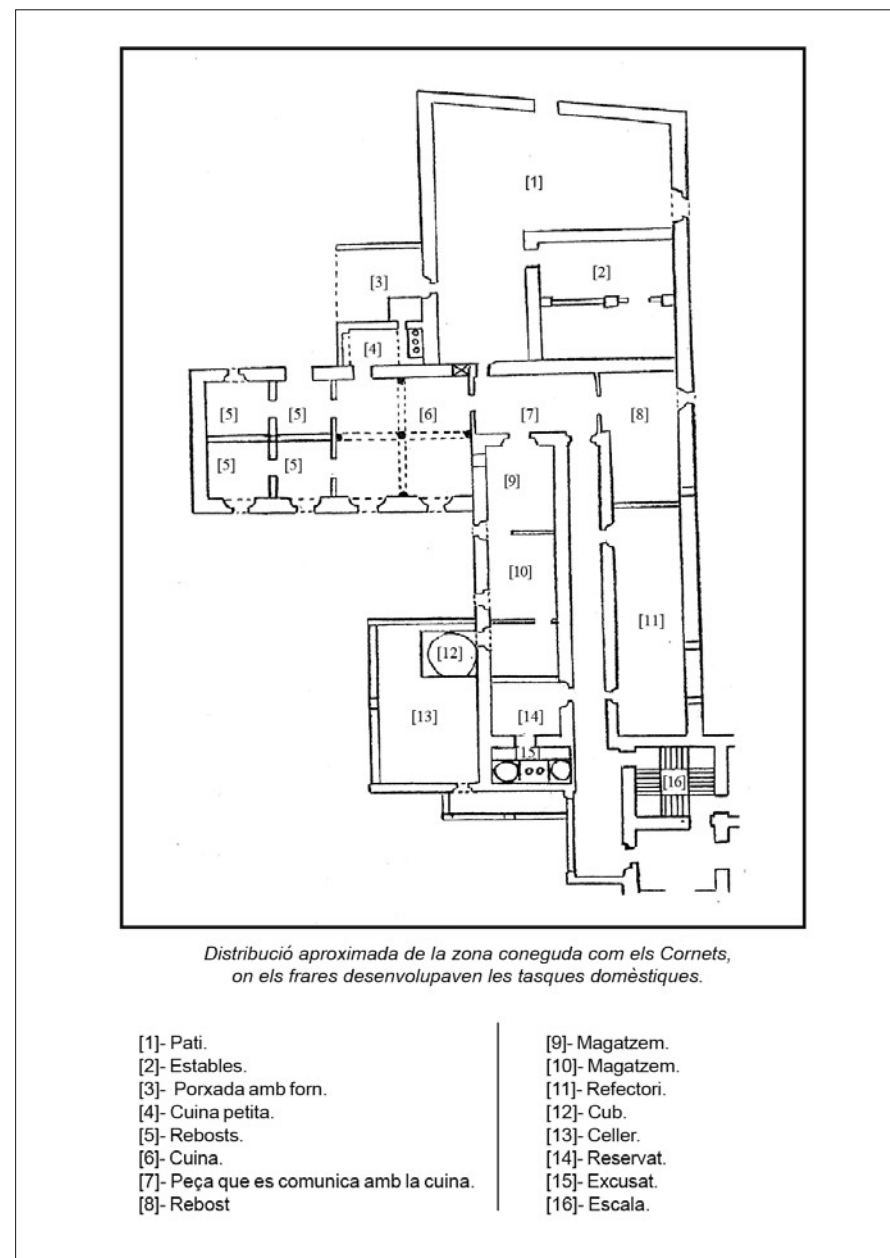 [1]
[2]
[3]
[4]
[5]
[5]
[6]
[7]
[8]
[5]
[5]
[9]
[10]
[11]
[12]
[13]
[14]
15
[16]
Distribució aproximada de la zona coneguda com els Cornets,
on els frares desenvolupaven les tasques domèstiques.
[1]- Pati.
[2]- Estables.
[3]- Porxada amb forn.
[4]- Cuina petita.
[5]- Rebosts.
[6]- Cuina.
[7]- Peça que es comunica amb la cuina.
[8]- Rebost
[9]- Magatzem.
[10]- Magatzem.
[11]- Refectori.
[12]- Cub.
[13]- Celler.
[14]- Reservat.
[15]- Excusat.
[16]- Escala.